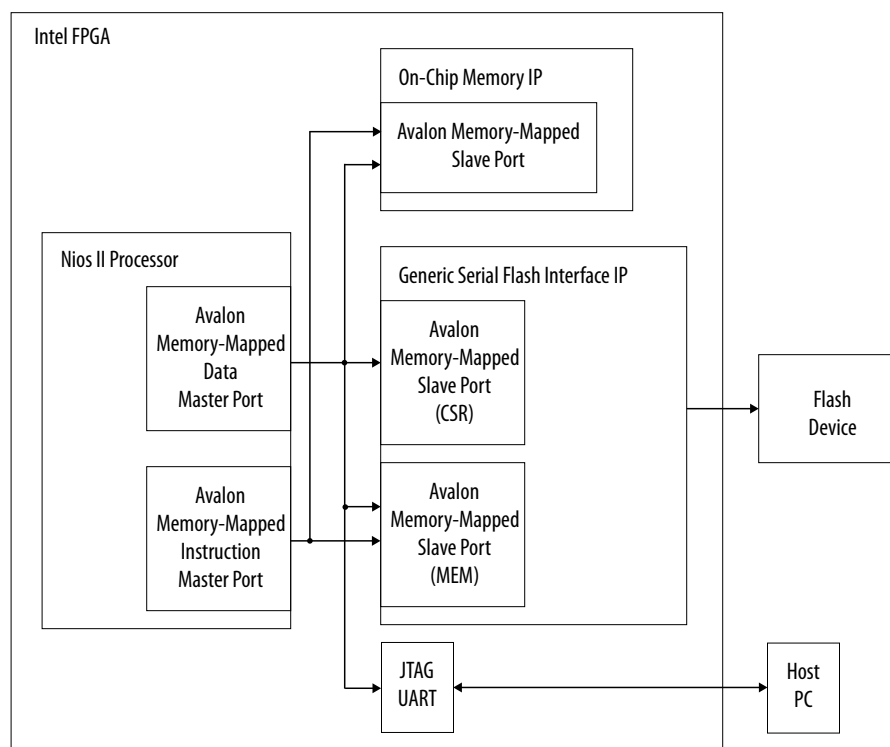 Intel FPGA
On-Chip Memory IP
Avalon Memory-Mapped
Slave Port
Nios II Processor
Avalon
Memory-Mapped
Data
Master Port
Avalon
Memory-Mapped
Instruction
Master Port
Generic Serial Flash Interface IP
Avalon
Memory-Mapped
Slave Port
(CSR)
Avalon
Memory-Mapped
Slave Port
(MEM)
Flash
Device
JTAG
UART
Host
PC